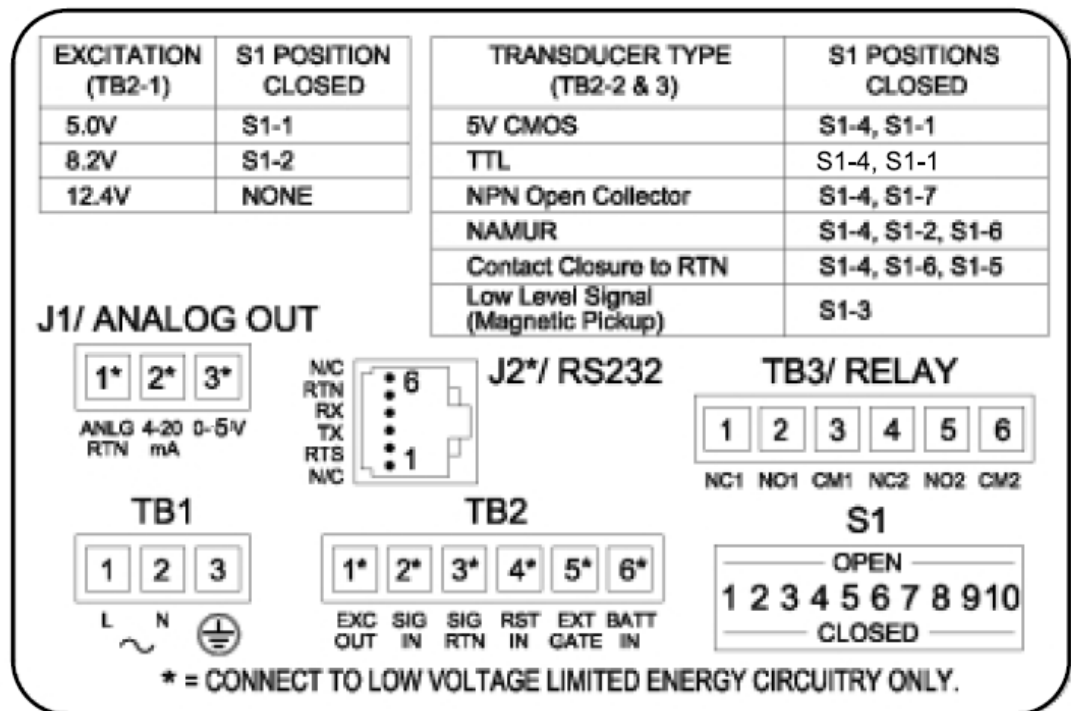 EXCITATION
(TB2-1)
S1 POSITION
CLOSED
5.0V S1-1
8.2V S1-2
12.4V NONE
TRANSDUCER TYPE
(TB2-2 & 3)
S1 POSITIONS
CLOSED
5V CMOS S1-4, S1-1
TTL S1-4, S1-1
NPN Open Collector S1-4, S1-7
NAMUR S1-4, S1-2, S1-6
Contact Closure to RTN S1-4, S1-6, S1-5
Low Level Signal
(Magnetic Pickup)
S1-3
J1/ ANALOG OUT
1* 2* 3*
ANLG 4-20 0-5V
RTN mA
J2*/ RS232
N/C
RTN
RX
TX
RTS
N/C
6
1
TB3/ RELAY
1 2 3 4 5 6
NC1 NO1 CM1 NC2 NO2 CM2
TB1
1 2 3
L N
TB2
1* 2* 3* 4* 5* 6*
EXC SIG SIG RST EXT BATT
OUT IN RTN IN GATE IN
S1
OPEN
1 2 3 4 5 6 7 8 9 10
CLOSED
* = CONNECT TO LOW VOLTAGE LIMITED ENERGY CIRCUITRY ONLY.